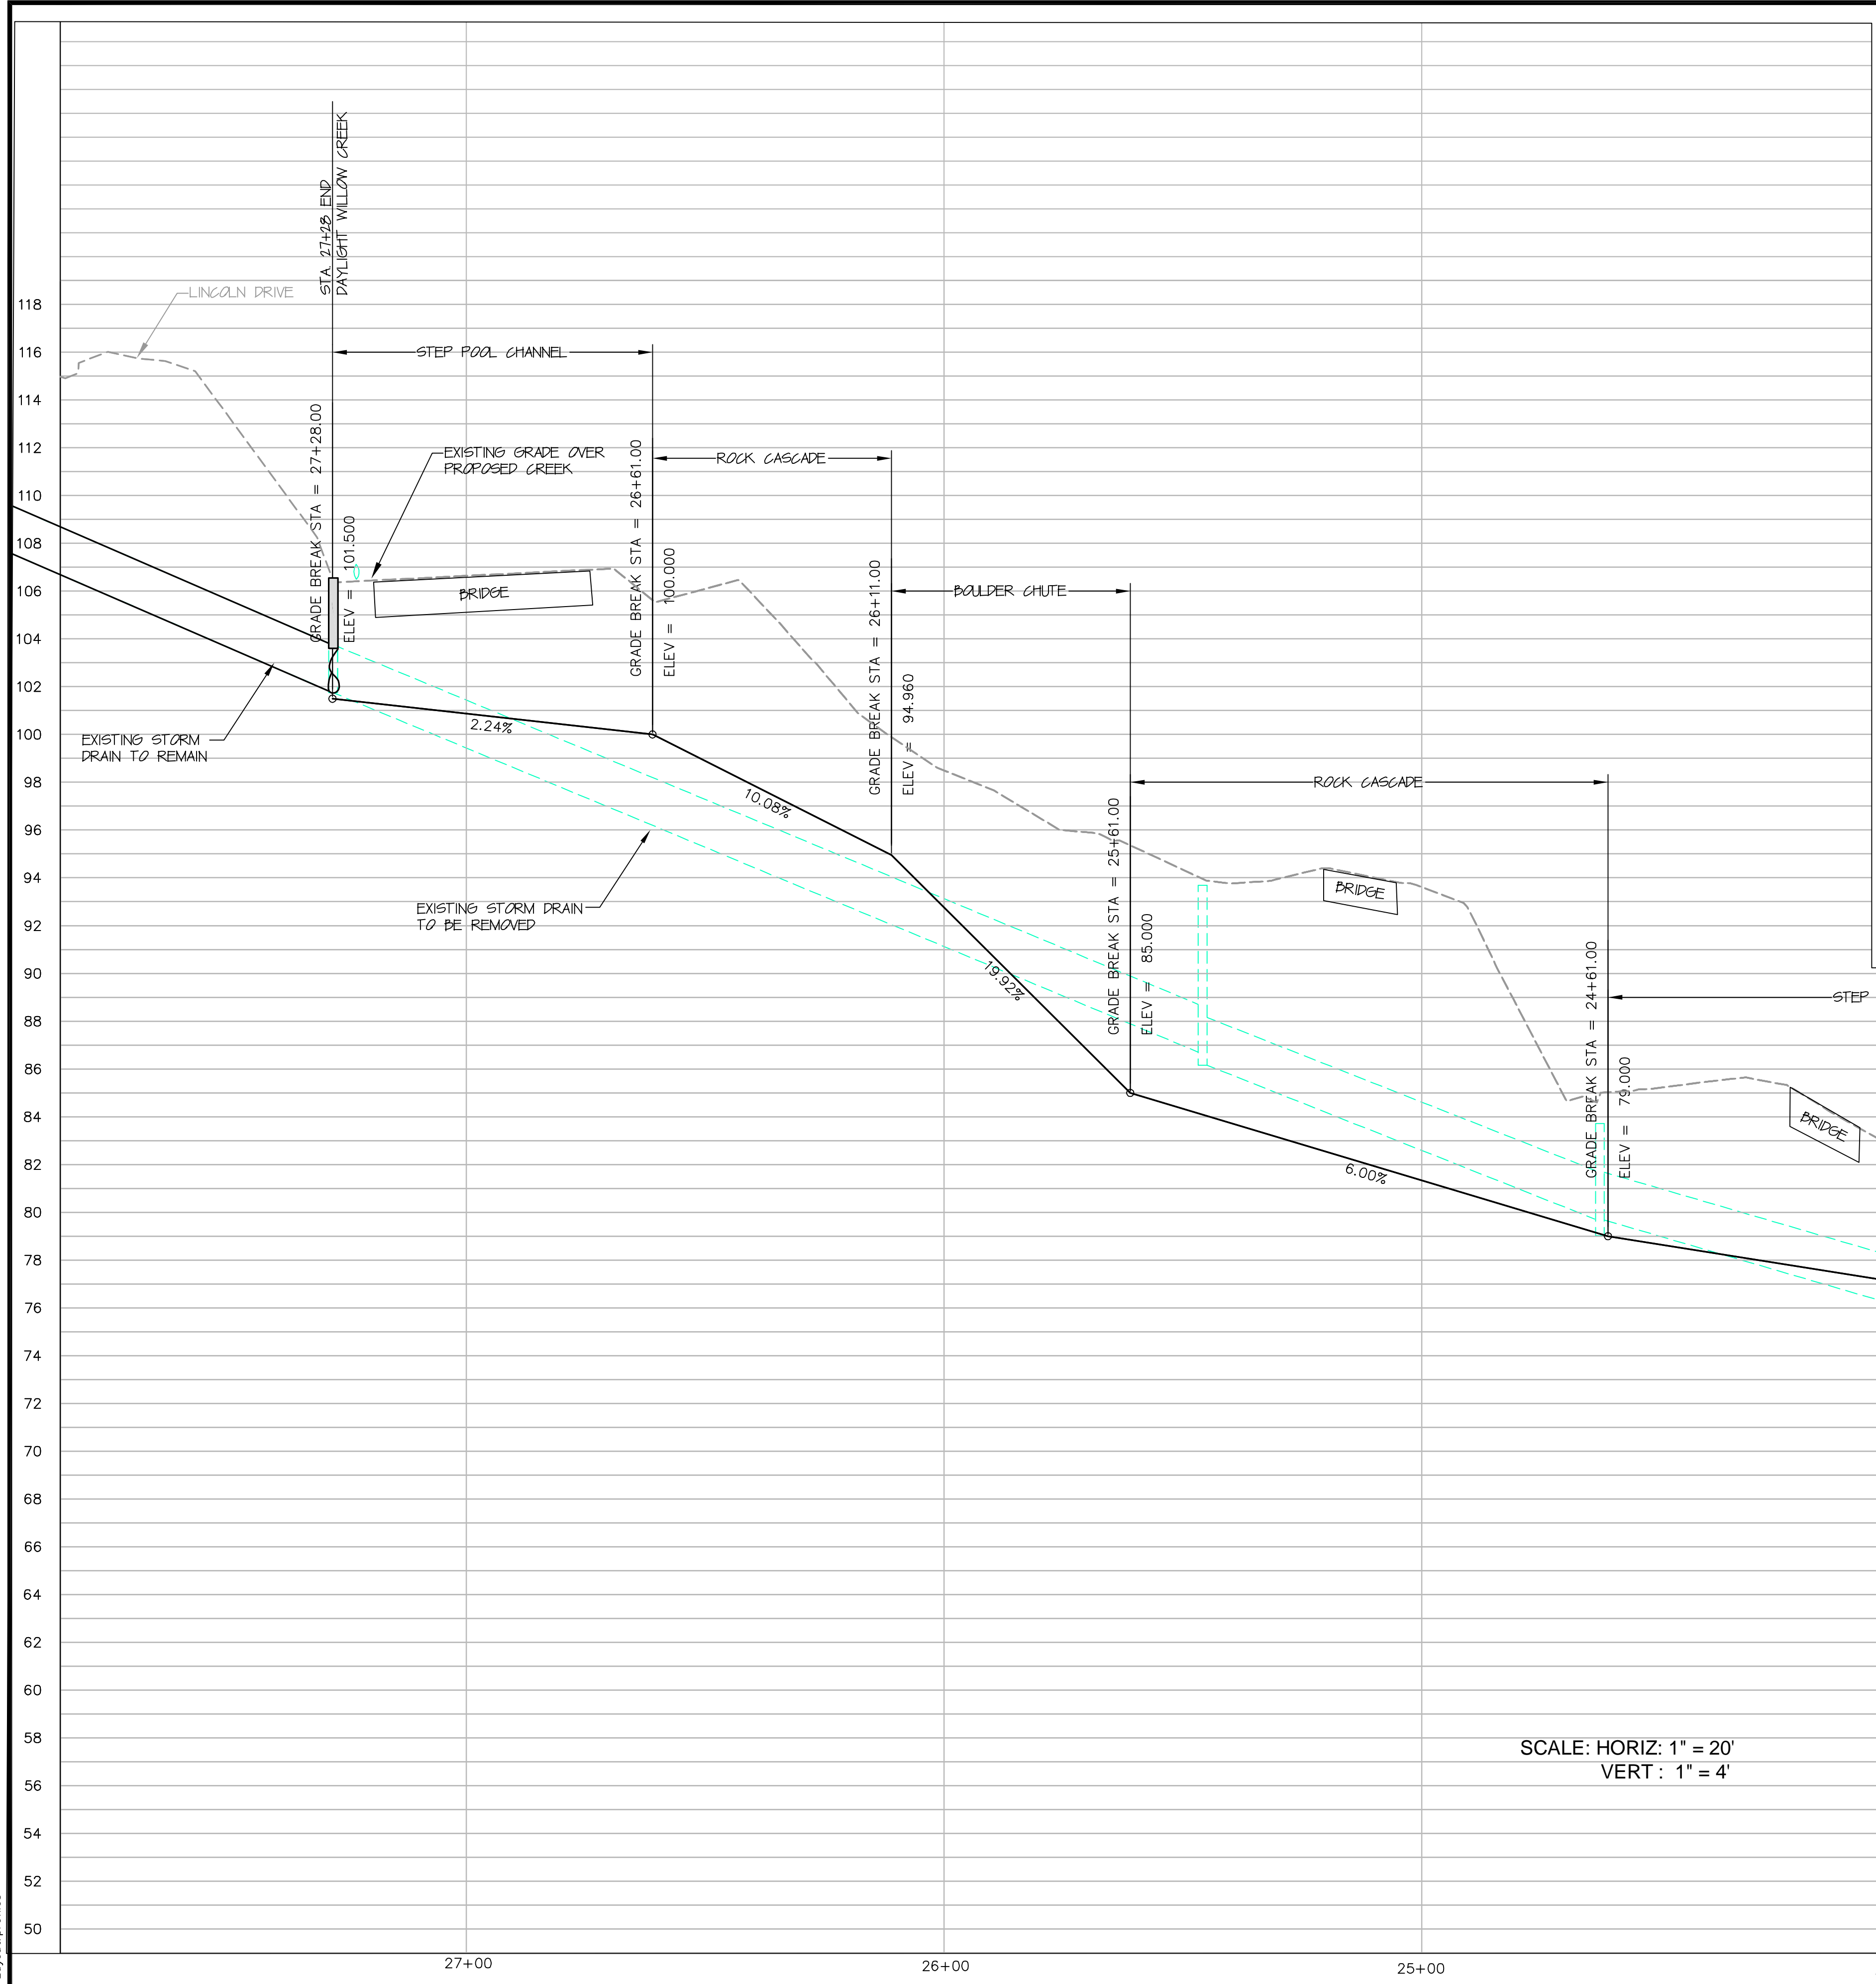 STA. 27+28 END
DAYLIGHT WILLOW CREEK
LINCOLN DRIVE
STEP POOL CHANNEL
GRADE BREAK STA = 27+28.00
ELEV = 101.500
EXISTING GRADE OVER
PROPOSED CREEK
GRADE BREAK STA = 26+61.00
ELEV = 100.000
ROCK CASCADE
BRIDGE
GRADE BREAK STA = 26+11.00
ELEV = 94.960
BOULDER CHUTE
EXISTING STORM
DRAIN TO REMAIN
2.24%
10.08%
EXISTING STORM DRAIN
TO BE REMOVED
19.92%
GRADE BREAK STA = 25+61.00
ELEV = 85.000
ROCK CASCADE
BRIDGE
6.00%
GRADE BREAK STA = 24+61.00
ELEV = 79.000
STEP
BRIDGE
118
116
114
112
110
108
106
104
102
100
98
96
94
92
90
88
86
84
82
80
78
76
74
72
70
68
66
64
62
60
58
56
54
52
50
SCALE: HORIZ: 1" = 20'
VERT : 1" = 4'
27+00
26+00
25+00